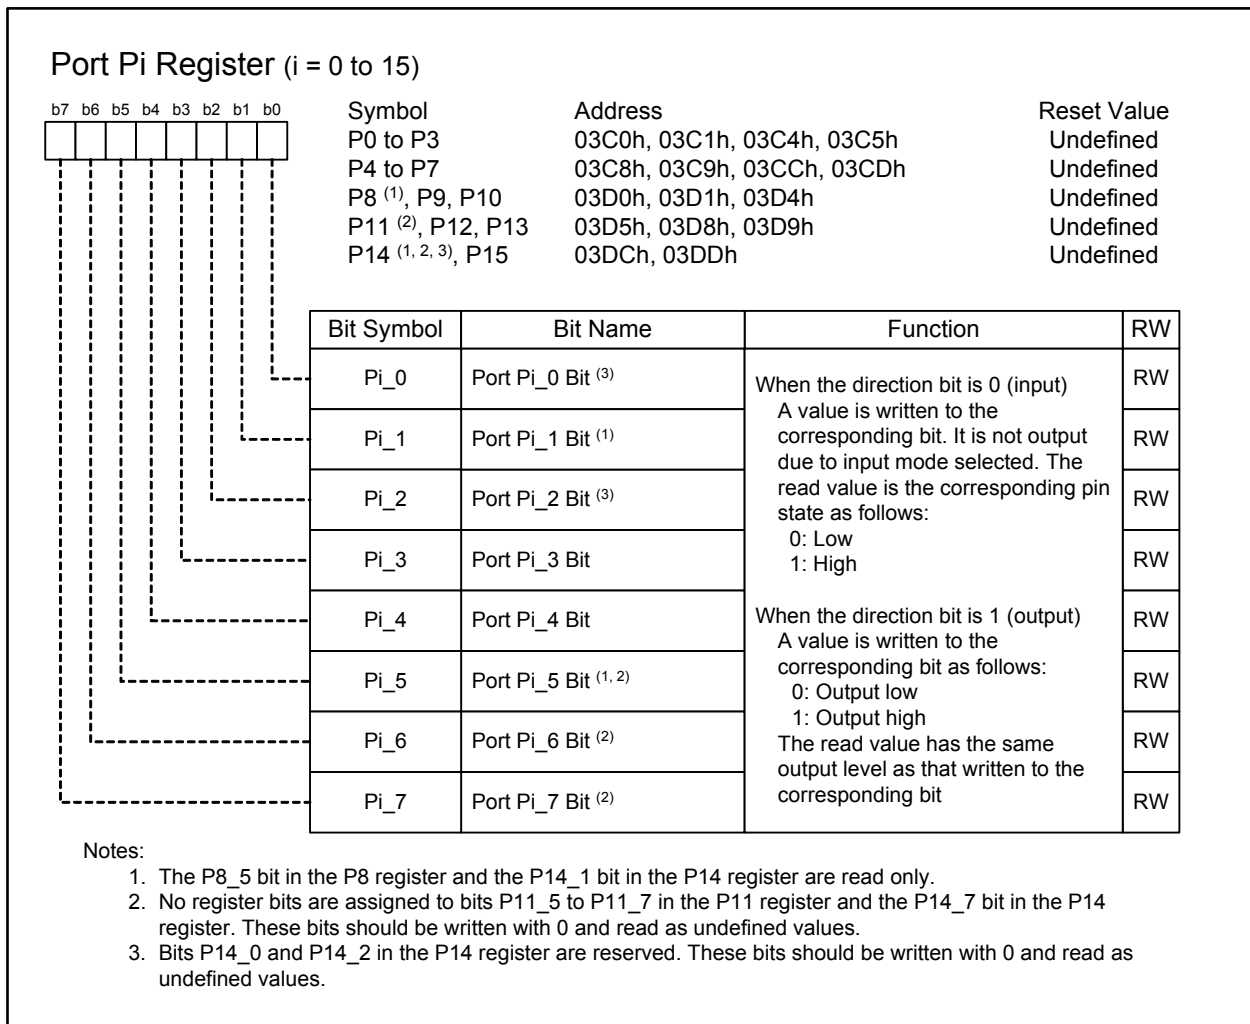 Port Pi Register (i = 0 to 15)
b7 b6 b5 b4 b3 b2 b1 b0
Symbol Address Reset Value
P0 to P3 03C0h, 03C1h, 03C4h, 03C5h Undefined
P4 to P7 03C8h, 03C9h, 03CCh, 03CDh Undefined
P8 (1), P9, P10 03D0h, 03D1h, 03D4h Undefined
P11 (2), P12, P13 03D5h, 03D8h, 03D9h Undefined
P14 (1, 2, 3), P15 03DCh, 03DDh Undefined
Bit Symbol Bit Name Function RW
Pi_0 Port Pi_0 Bit (3) RW
Pi_1 Port Pi_1 Bit (1) RW
Pi_2 Port Pi_2 Bit (3) RW
Pi_3 Port Pi_3 Bit RW
Pi_4 Port Pi_4 Bit RW
Pi_5 Port Pi_5 Bit (1, 2) RW
Pi_6 Port Pi_6 Bit (2) RW
Pi_7 Port Pi_7 Bit (2) RW
When the direction bit is 0 (input)
A value is written to the
corresponding bit. It is not output
due to input mode selected. The
read value is the corresponding pin
state as follows:
0: Low
1: High
When the direction bit is 1 (output)
A value is written to the
corresponding bit as follows:
0: Output low
1: Output high
The read value has the same
output level as that written to the
corresponding bit
Notes:
1. The P8_5 bit in the P8 register and the P14_1 bit in the P14 register are read only.
2. No register bits are assigned to bits P11_5 to P11_7 in the P11 register and the P14_7 bit in the P14
register. These bits should be written with 0 and read as undefined values.
3. Bits P14_0 and P14_2 in the P14 register are reserved. These bits should be written with 0 and read as
undefined values.